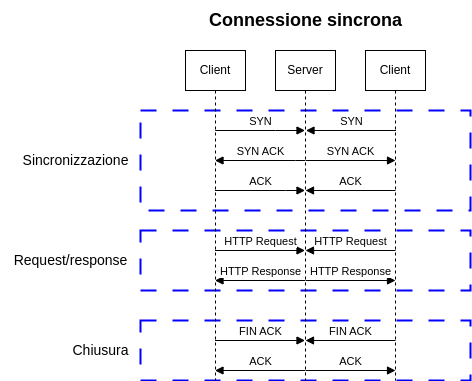 Connessione sincrona
Client Server Client
SYN SYN
Sincronizzazione SYN ACK SYN ACK
ACK ACK
HTTP Request HTTP Request
Request/response
HTTP Response HTTP Response
FIN ACK FIN ACK
Chiusura
ACK ACK